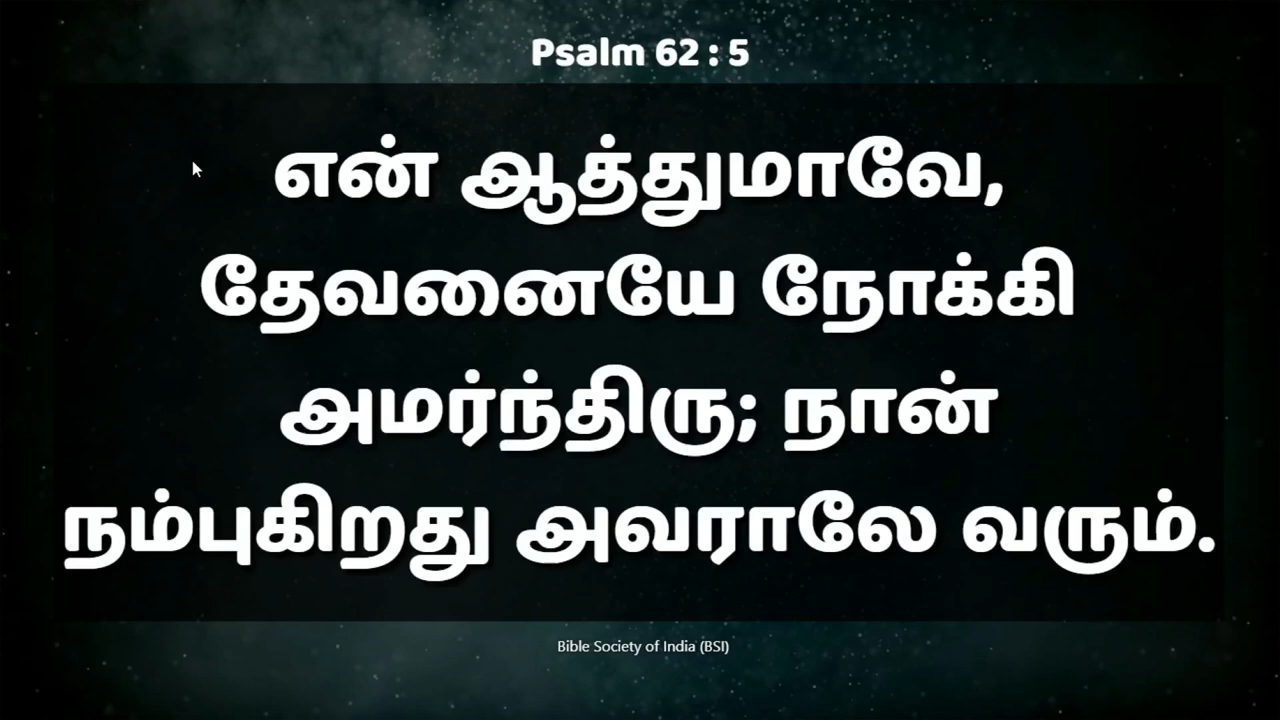 Psalm 62 : 5
என் ஆத்துமாவே,
தேவனையே நோக்கி
அமர்ந்திரு; நான்
நம்புகிறது அவராலே வரும்.
Bible Society of India (BSI)